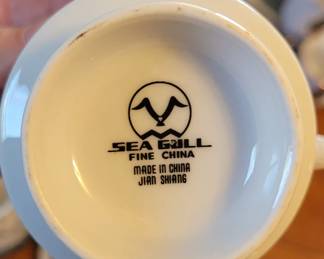 SEA GULL
FINE CHINA
MADE IN CHINA
JIAN SHIANG